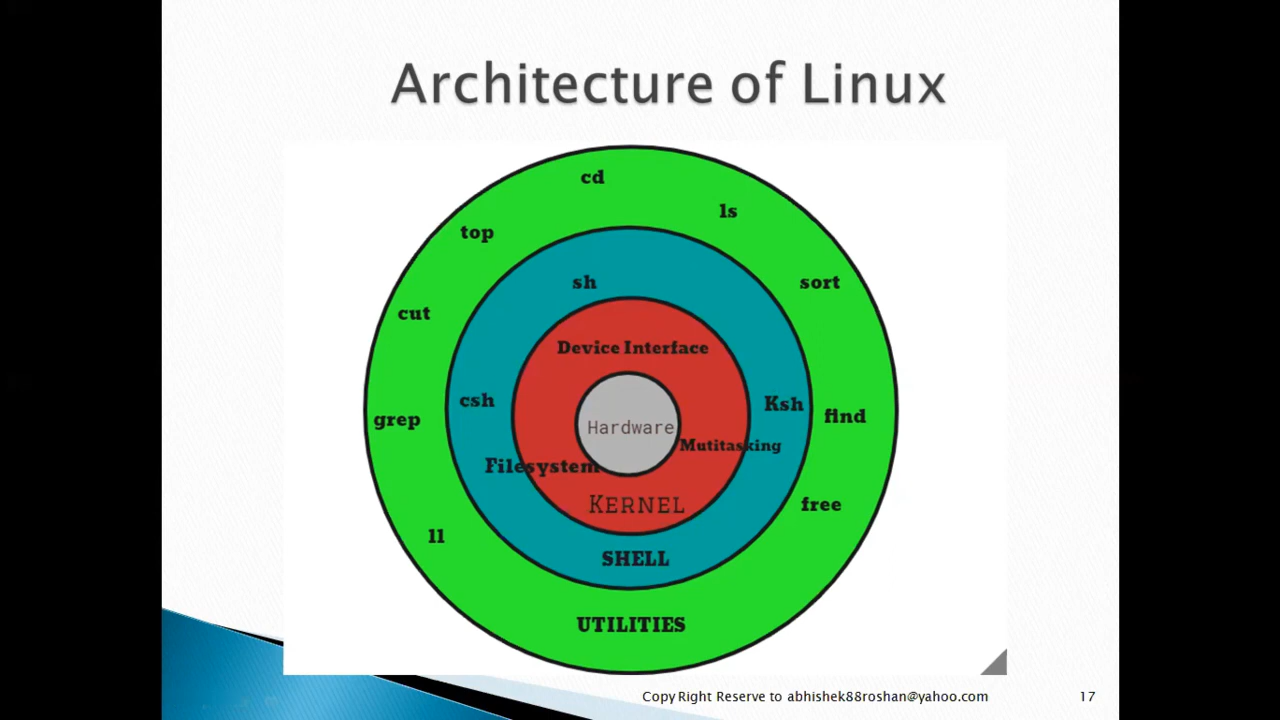 Architecture of Linux
cd
ls
top
sh
sort
cut
Device Interface
csh
Ksh
Hardware
grep
find
Mutitasking
Filesystem
KERNEL
free
ll
SHELL
UTILITIES
Copy Right Reserve to abhishek88roshan@yahoo.com
17